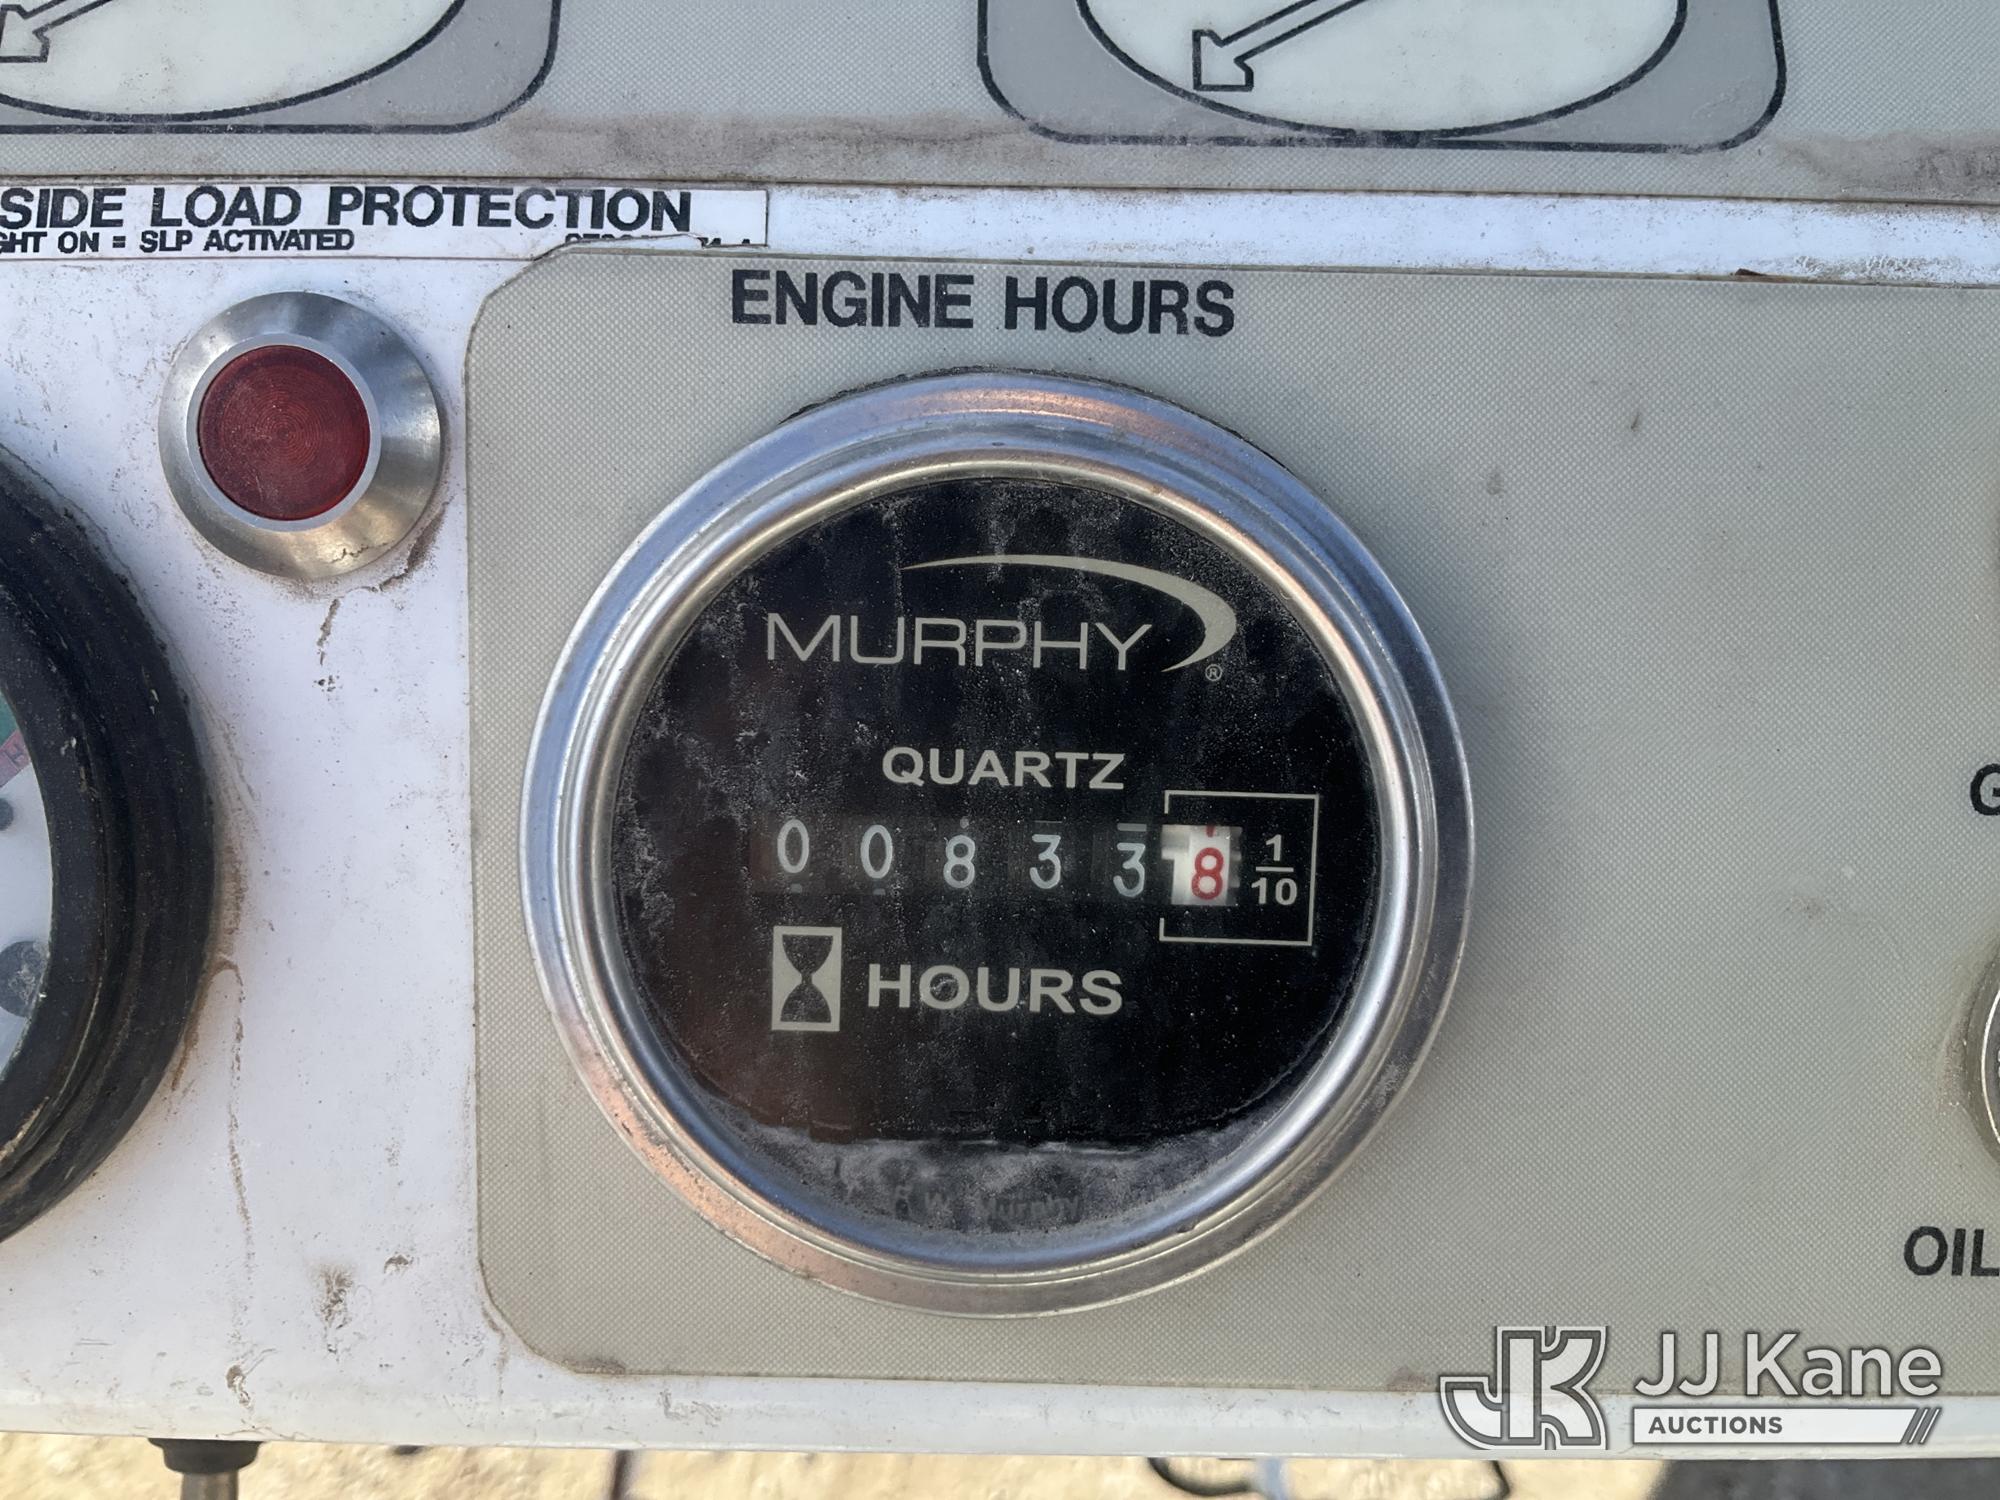 SIDE LOAD PROTECTION
GHT ON = SLP ACTIVATED
ENGINE HOURS
MURPHY®
QUARTZ
0 0 8 3 3 8 1/10
HOURS
OIL
JJ Kane
AUCTIONS